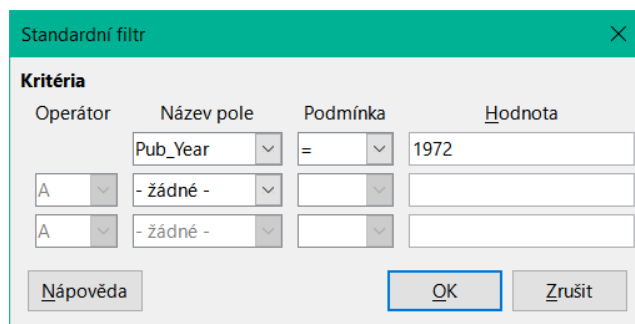 Standardní filtr
Kritéria
Operátor Název pole Podmínka Hodnota
Pub_Year = 1972
A - žádné -
A - žádné -
Nápověda OK Zrušit